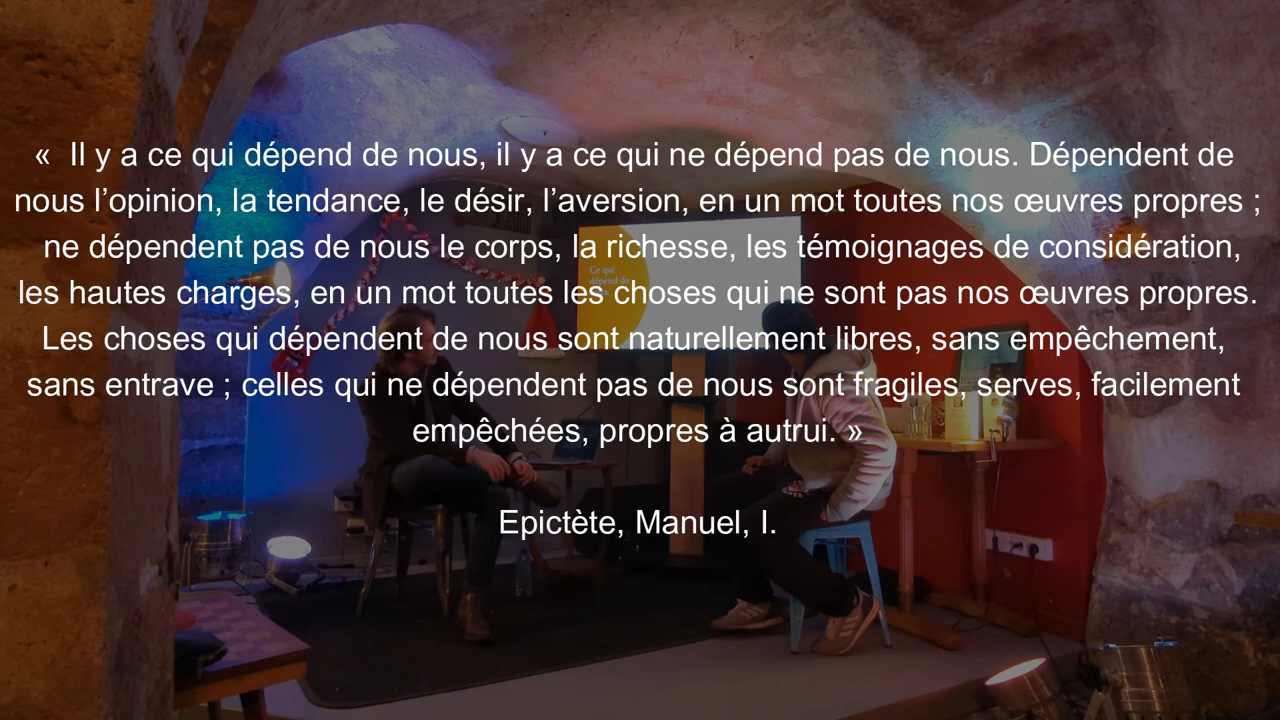 «  Il y a ce qui dépend de nous, il y a ce qui ne dépend pas de nous. Dépendent de
nous l’opinion, la tendance, le désir, l’aversion, en un mot toutes nos œuvres propres ;
ne dépendent pas de nous le corps, la richesse, les témoignages de considération,
les hautes charges, en un mot toutes les choses qui ne sont pas nos œuvres propres.
Les choses qui dépendent de nous sont naturellement libres, sans empêchement,
sans entrave ; celles qui ne dépendent pas de nous sont fragiles, serves, facilement
empêchées, propres à autrui. »
Epictète, Manuel, I.
Ce qui
dépend de